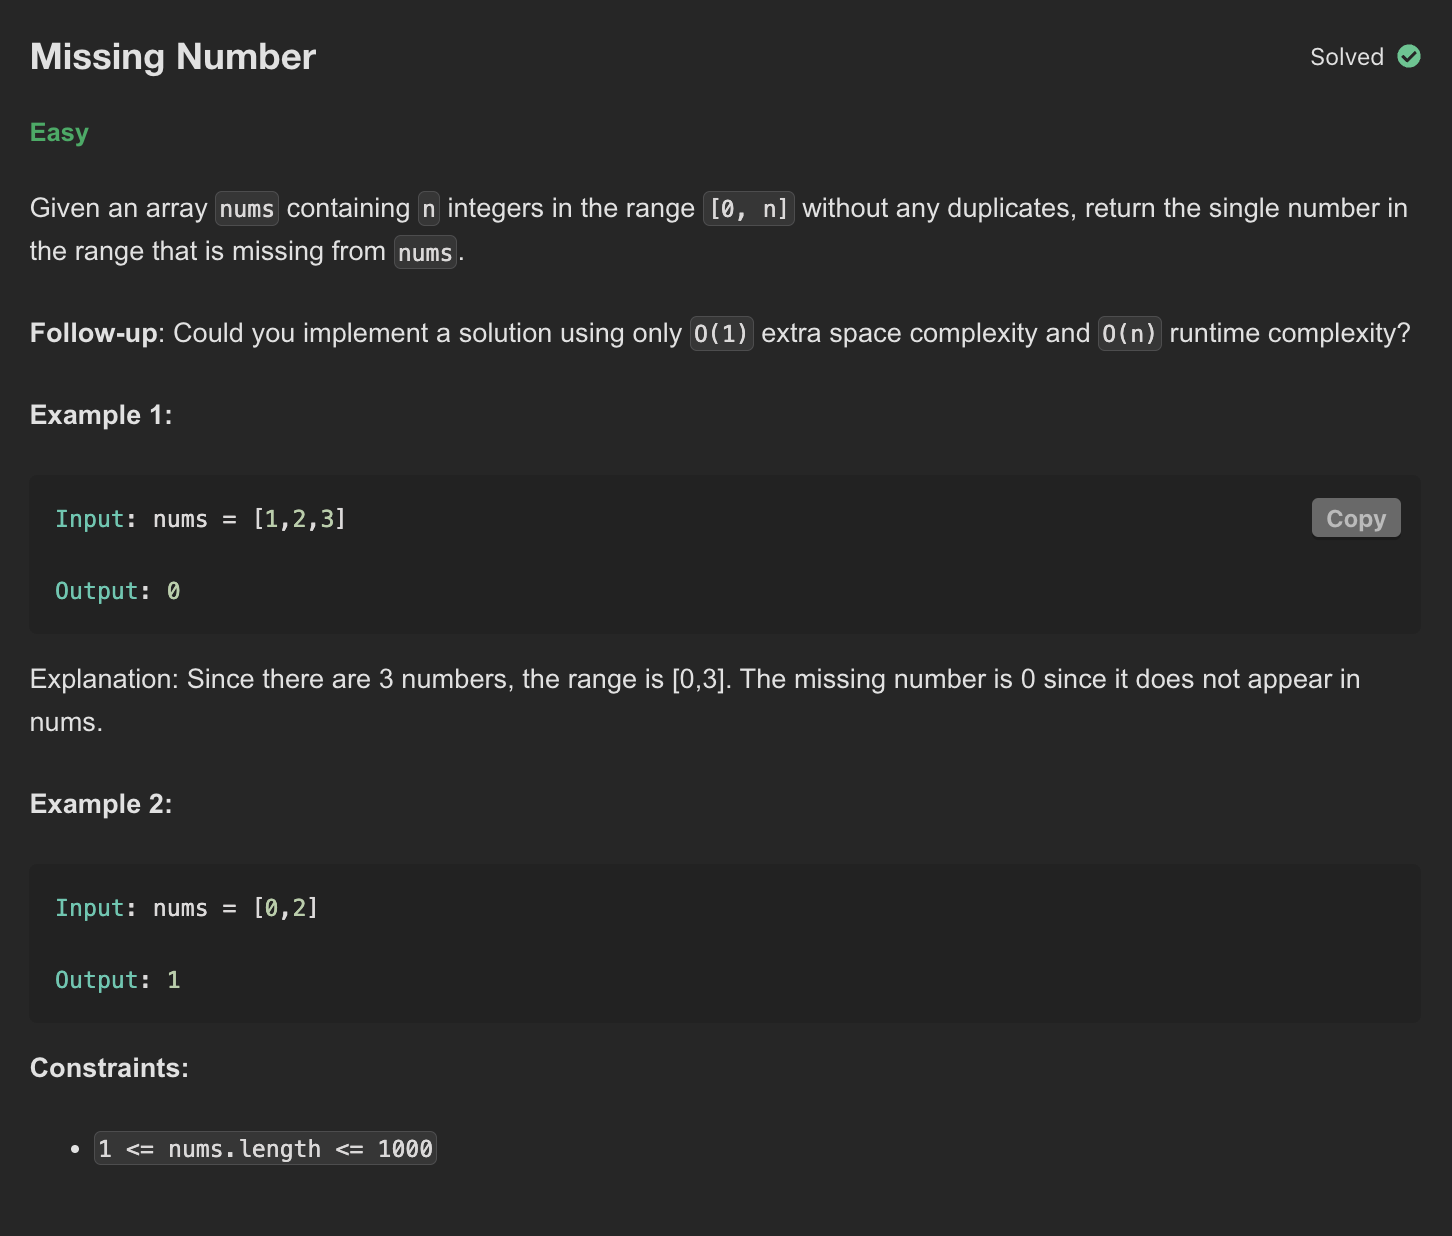 Missing Number
Solved
Easy
Given an array nums containing n integers in the range [0, n] without any duplicates, return the single number in
the range that is missing from nums.
Follow-up: Could you implement a solution using only O(1) extra space complexity and O(n) runtime complexity?
Example 1:
Input: nums = [1,2,3]
Copy
Output: 0
Explanation: Since there are 3 numbers, the range is [0,3]. The missing number is 0 since it does not appear in
nums.
Example 2:
Input: nums = [0,2]
Output: 1
Constraints:
• 1 <= nums.length <= 1000